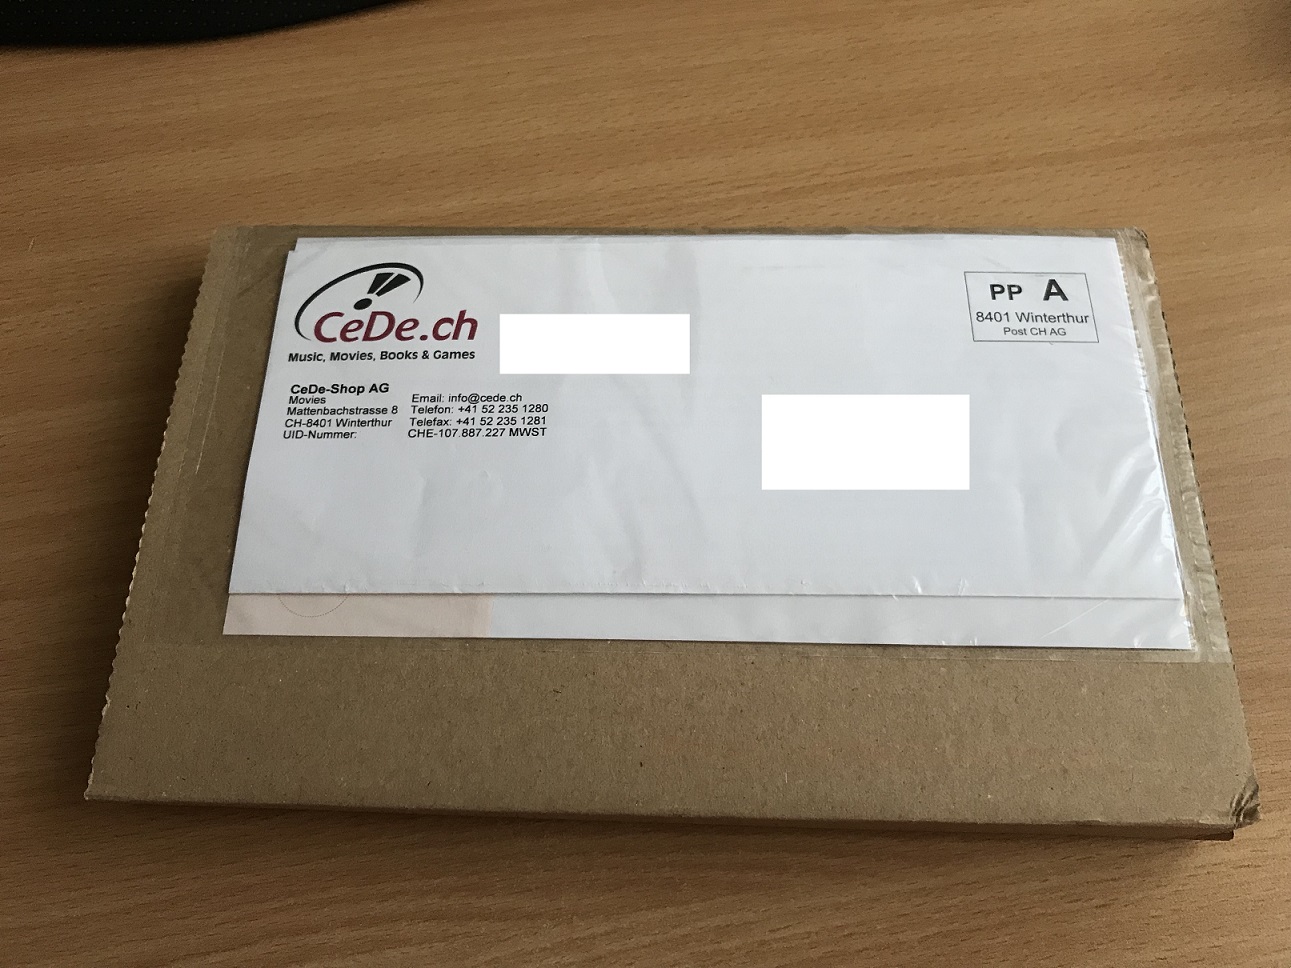 CeDe.ch
Music, Movies, Books & Games
CeDe-Shop AG
Movies
Mattenbachstrasse 8
CH-8401 Winterthur
UID-Nummer:
Email: info@cede.ch
Telefon: +41 52 235 1280
Telefax: +41 52 235 1281
CHE-107.887.227 MWST
PP A
8401 Winterthur
Post CH AG